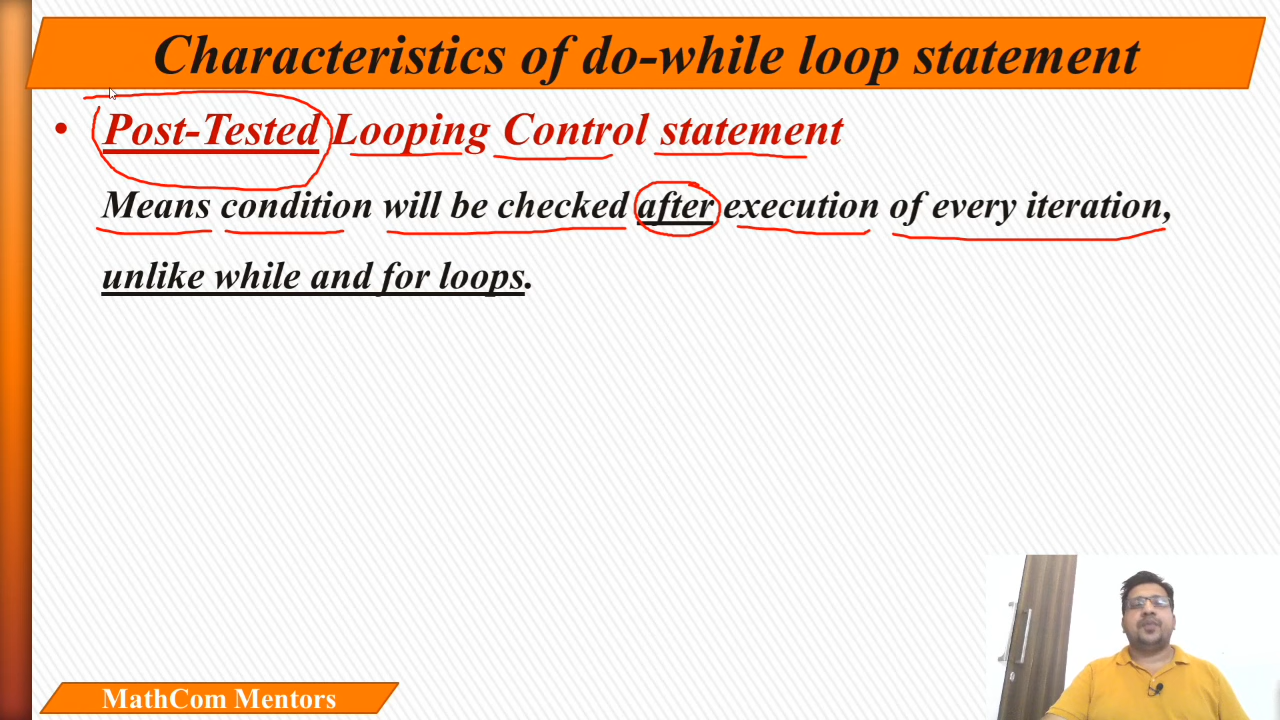 Characteristics of do-while loop statement
• Post-Tested Looping Control statement
Means condition will be checked after execution of every iteration,
unlike while and for loops.
MathCom Mentors